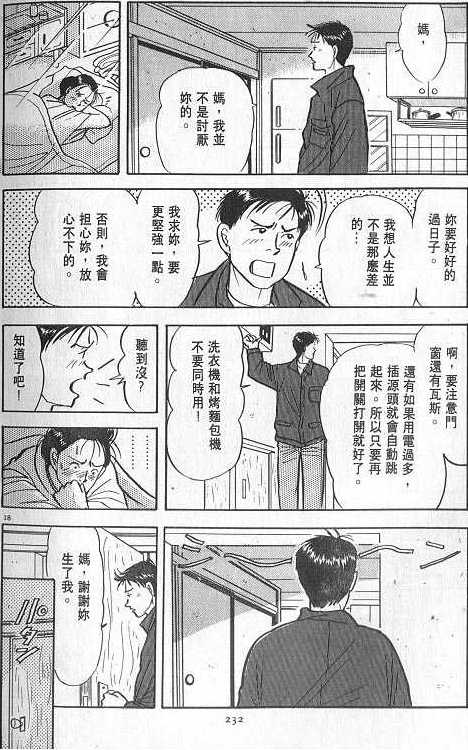 媽，
媽，我並
不是討厭
妳的。
妳要好好的
過日子。
我想人生並
不是那麼差
的…
我求妳，要
更堅強一點。
否則，我會
擔心妳，放
心不下的。
啊，要注意門
窗還有瓦斯。
還有如果用電過多，
插源頭就會自動跳
起來。所以只要再
把開關打開就好了。
洗衣機和烤麵包機
不要同時用！
聽到沒？
知道了吧！
…
18
媽，謝謝妳
生了我。
パタン
232